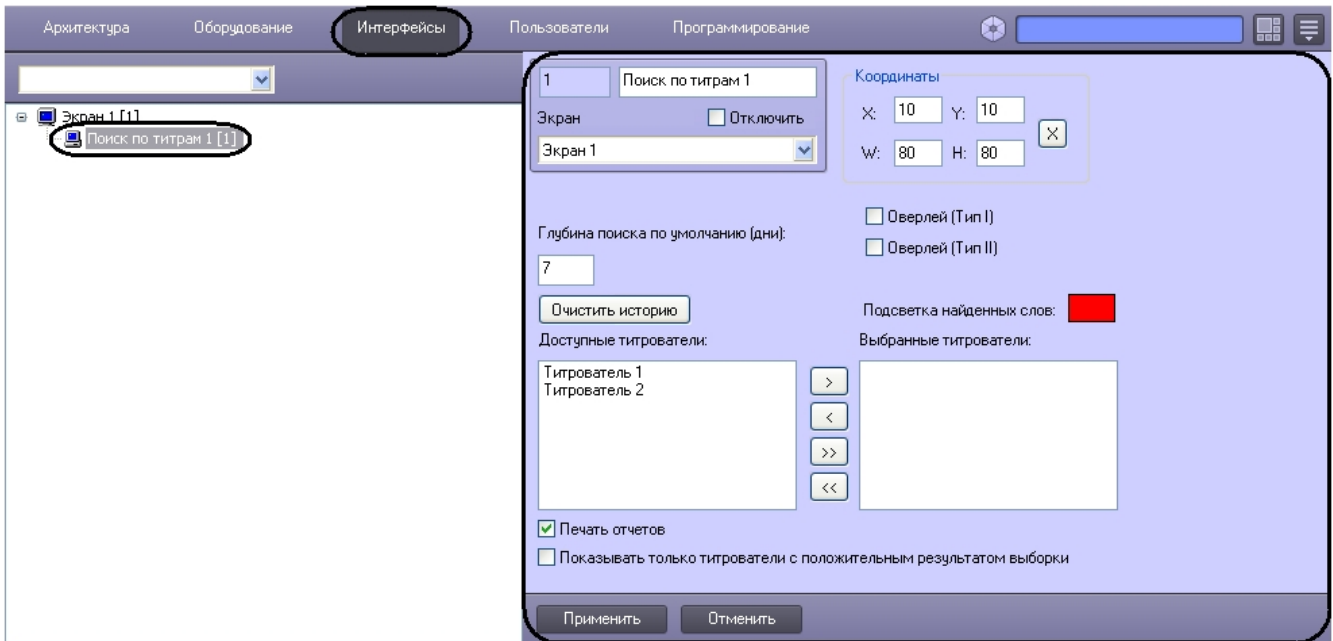 Архитектура Оборудование Интерфейсы Пользователи Программирование
Экран 1 [1]
Поиск по титрам 1 [1]
1 Поиск по титрам 1
Экран Отключить
Экран 1
Координаты
X: 10 Y: 10
X
W: 80 H: 80
Оверлей (Тип I)
Глубина поиска по умолчанию (дни):
Оверлей (Тип II)
7
Очистить историю Подсветка найденных слов:
Доступные титрователи: Выбранные титрователи:
Титрователь 1
Титрователь 2
>
<
>>
<<
Печать отчетов
Показывать только титрователи с положительным результатом выборки
Применить Отменить